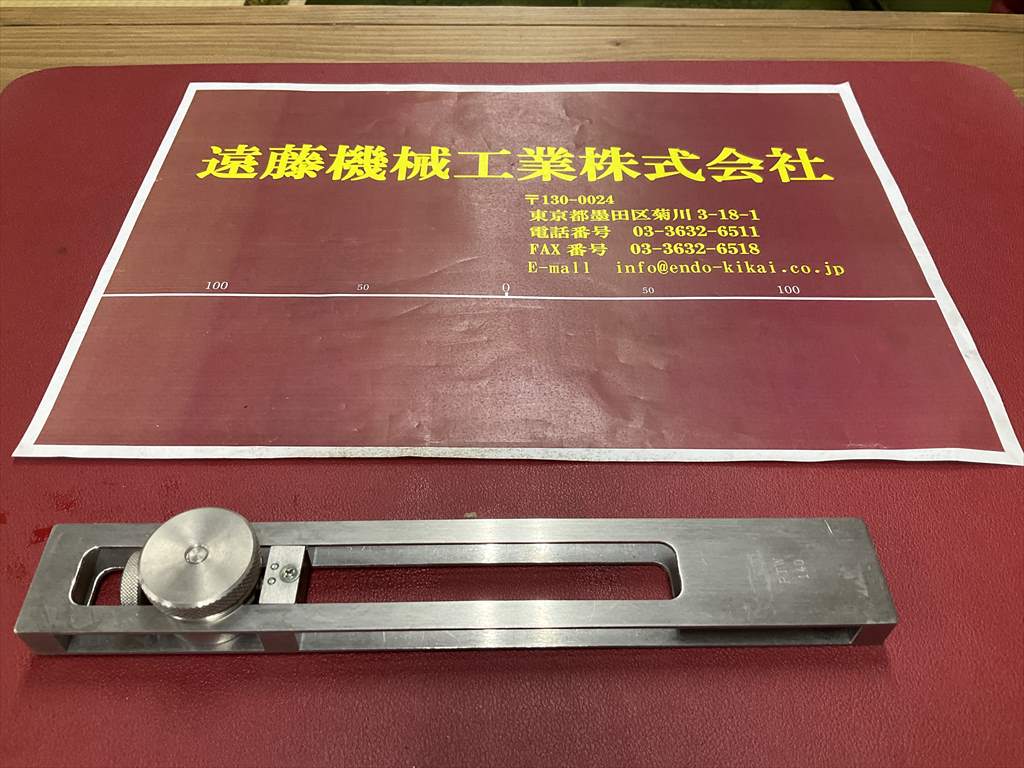 遠藤機械工業株式会社
〒130-0024
東京都墨田区菊川 3-18-1
電話番号 03-3632-6511
FAX 番号 03-3632-6518
E-mall info@endo-kikai.co.jp
100 50 0 50 100
PTW
140